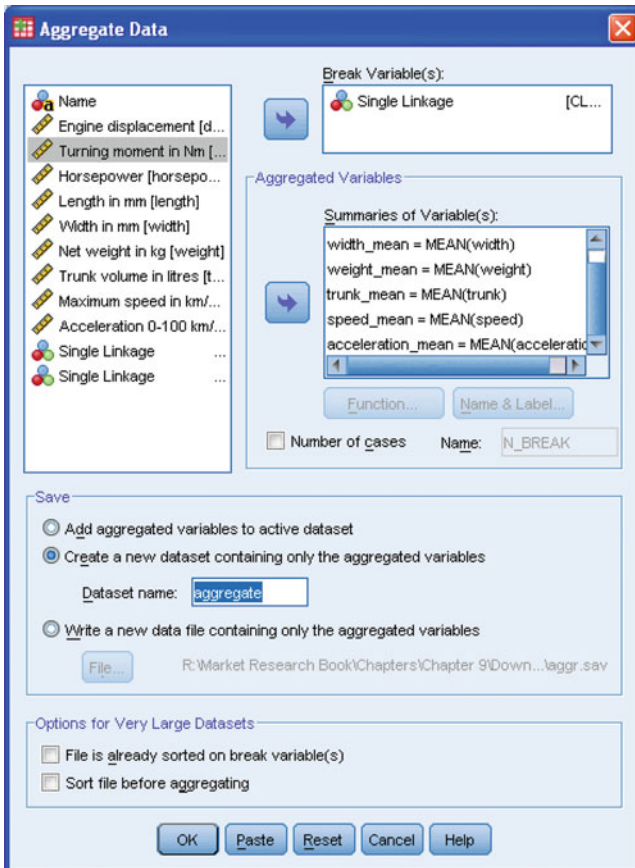 Aggregate Data
Name
Engine displacement [d...
Turning moment in Nm [...
Horsepower [horsepo...
Length in mm [length]
Width in mm [width]
Net weight in kg [weight]
Trunk volume in litres [t...
Maximum speed in km/...
Acceleration 0-100 km/...
Single Linkage ...
Single Linkage ...
Break Variable(s):
Single Linkage [CL...
Aggregated Variables
Summaries of Variable(s):
width_mean = MEAN(width)
weight_mean = MEAN(weight)
trunk_mean = MEAN(trunk)
speed_mean = MEAN(speed)
acceleration_mean = MEAN(acceleratio
Function... Name & Label...
Number of cases Name: N_BREAK
Save
Add aggregated variables to active dataset
Create a new dataset containing only the aggregated variables
Dataset name: aggregate
Write a new data file containing only the aggregated variables
File... R:\Market Research Book\Chapters\Chapter 9\Down...\aggr.sav
Options for Very Large Datasets
File is already sorted on break variable(s)
Sort file before aggregating
OK Paste Reset Cancel Help